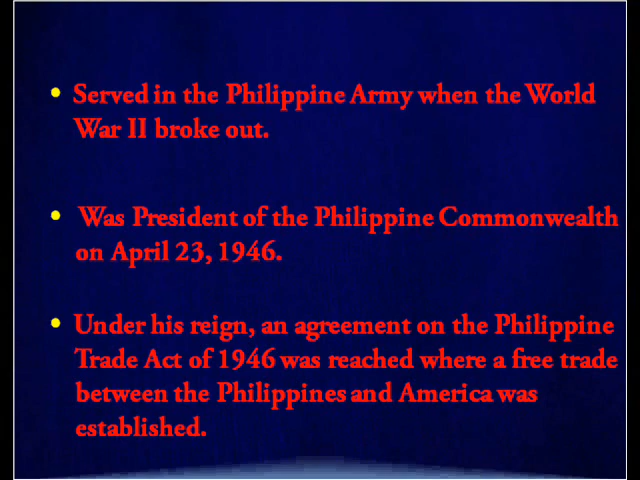 • Served in the Philippine Army when the World
War II broke out.
• Was President of the Philippine Commonwealth
on April 23, 1946.
• Under his reign, an agreement on the Philippine
Trade Act of 1946 was reached where a free trade
between the Philippines and America was
established.